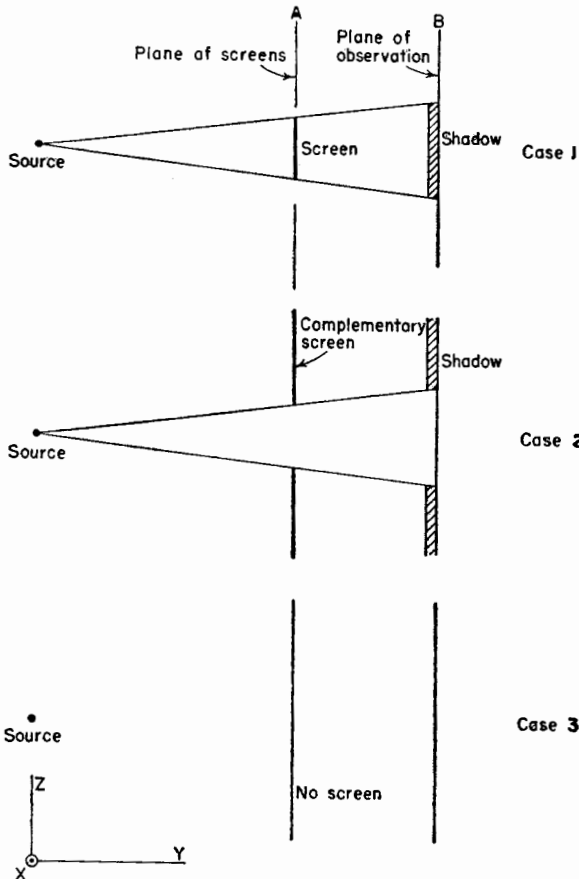 A
B
Plane af screens
Plane of
observation
Source
Screen
Shadow
Case 1
Complementary
screen
Shadow
Source
Case 2
Source
Case 3
No screen
Z
X
Y